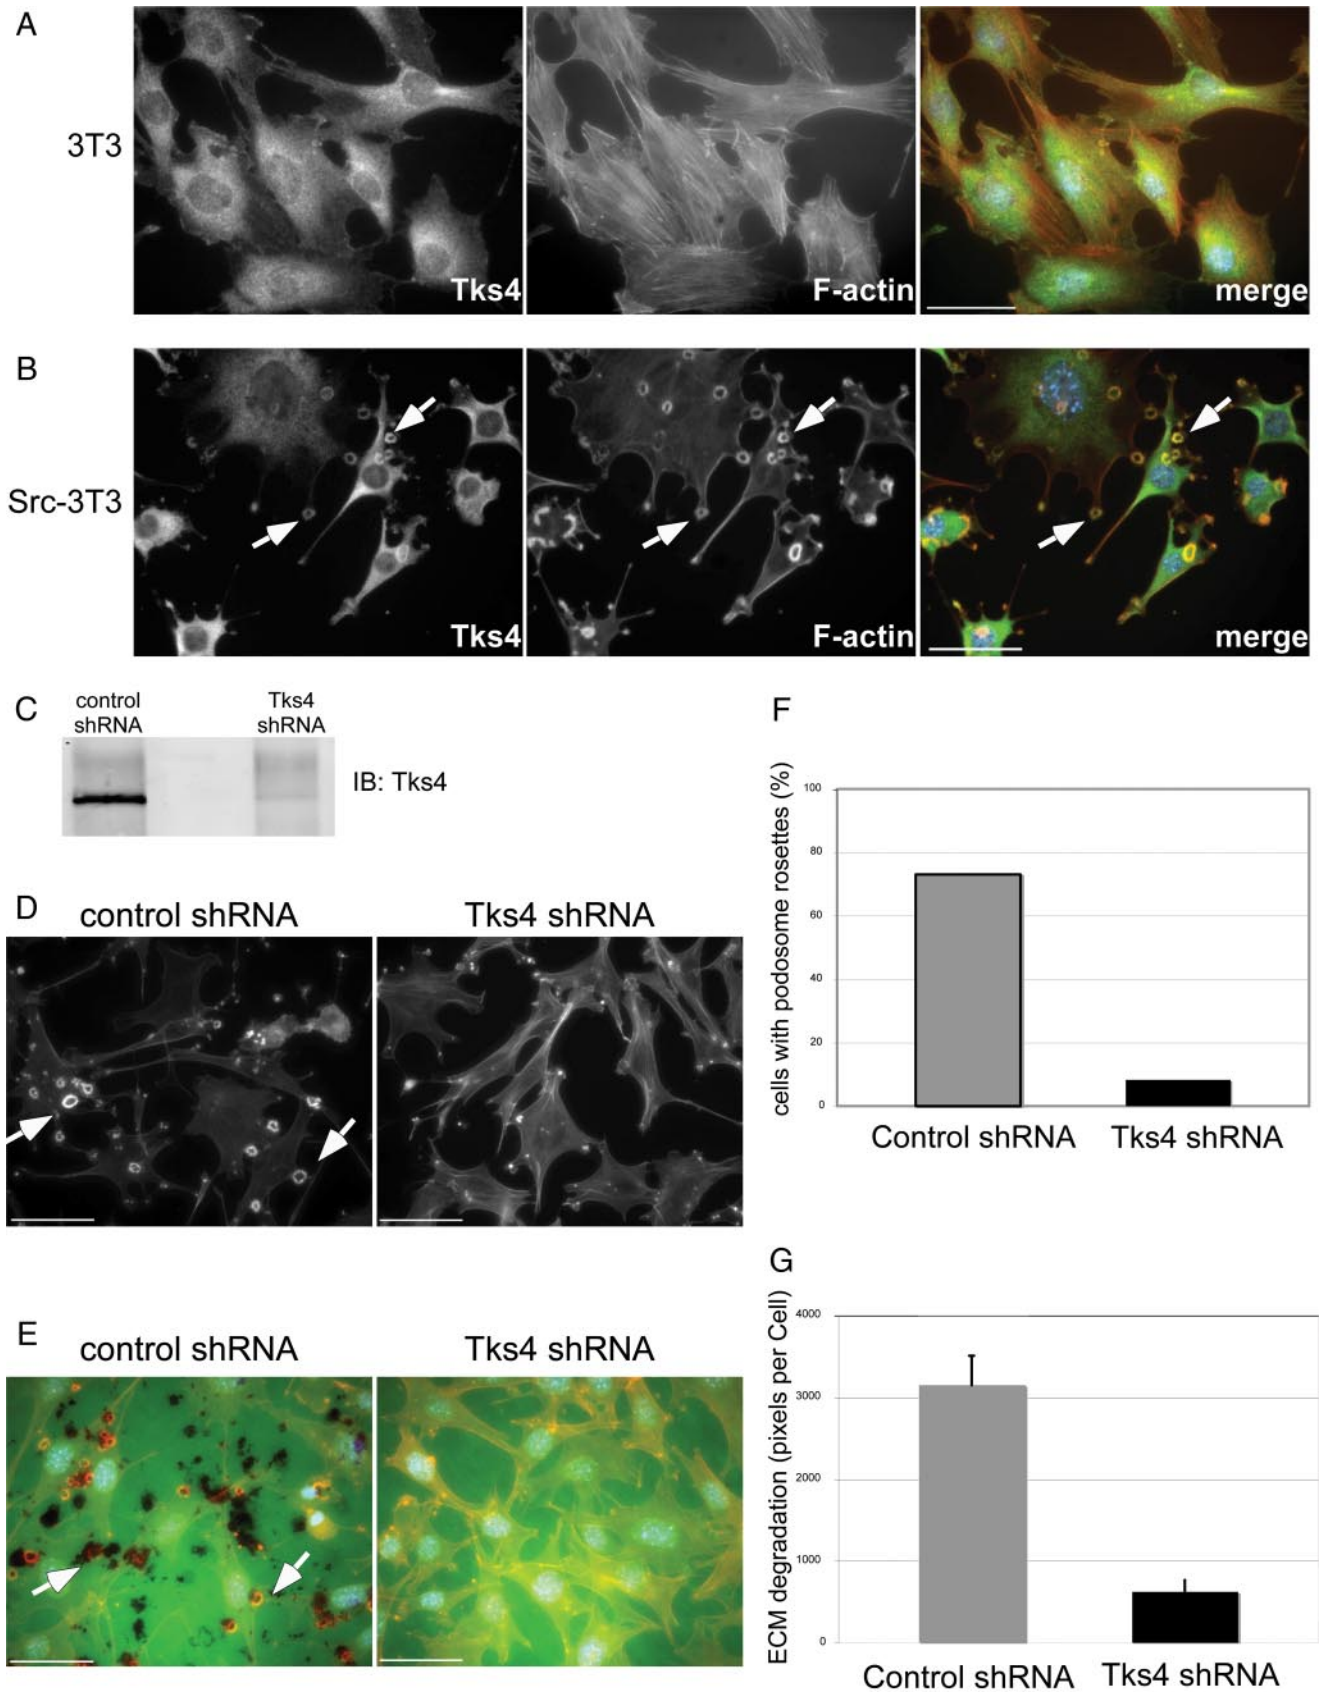 A
3T3
Tks4
F-actin
merge
B
Src-3T3
Tks4
F-actin
merge
C
control
shRNA
Tks4
shRNA
IB: Tks4
D
control shRNA
Tks4 shRNA
E
control shRNA
Tks4 shRNA
F
cells with podosome rosettes (%)
100
80
60
40
20
0
Control shRNA
Tks4 shRNA
G
ECM degradation (pixels per Cell)
4000
3000
2000
1000
0
Control shRNA
Tks4 shRNA